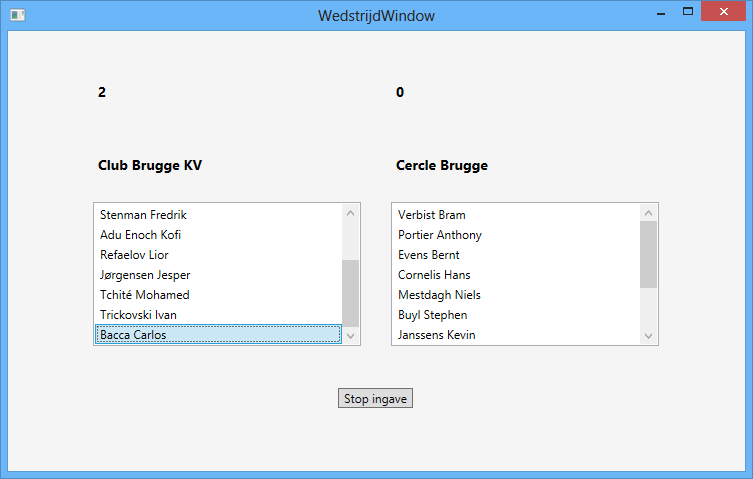 WedstrijdWindow
2
0
Club Brugge KV
Cercle Brugge
Stenman Fredrik
Adu Enoch Kofi
Refaelov Lior
Jørgensen Jesper
Tchité Mohamed
Trickovski Ivan
Bacca Carlos
Verbist Bram
Portier Anthony
Evens Bernt
Cornelis Hans
Mestdagh Niels
Buyl Stephen
Janssens Kevin
Stop ingave